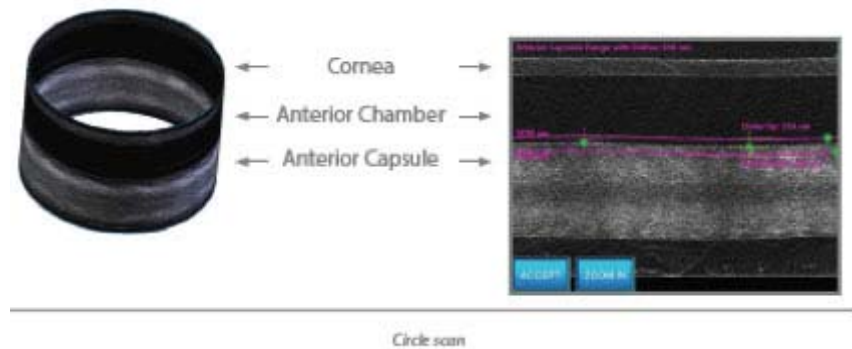 Cornea
Anterior Chamber
Anterior Capsule
ACCEPT
ZOOM IN
Circle scan